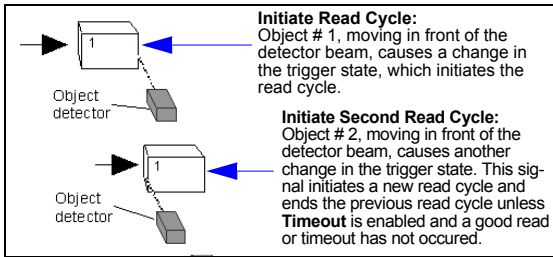 Initiate Read Cycle:
Object # 1, moving in front of the
detector beam, causes a change in
the trigger state, which initiates the
read cycle.
1
Object
detector
Initiate Second Read Cycle:
Object # 2, moving in front of the
detector beam, causes another
change in the trigger state. This sig-
nal initiates a new read cycle and
ends the previous read cycle unless
Timeout is enabled and a good read
or timeout has not occured.
1
Object
detector